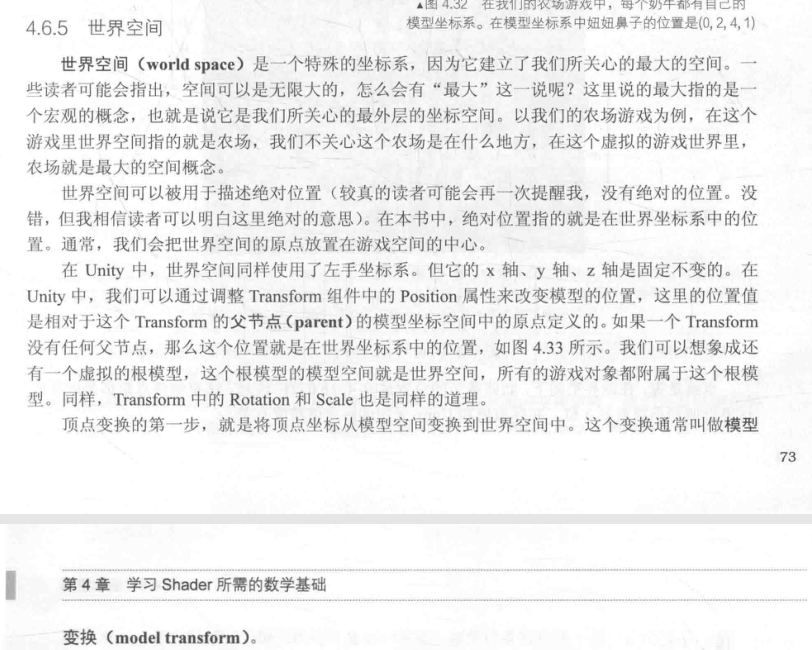 ▲图 4.32 在我们的农场游戏中，每个奶牛都有自己的
模型坐标系。在模型坐标系中妞妞鼻子的位置是(0, 2, 4, 1)
4.6.5 世界空间
世界空间（world space）是一个特殊的坐标系，因为它建立了我们所关心的最大的空间。一
些读者可能会指出，空间可以是无限大的，怎么会有“最大”这一说呢？这里说的最大指的是一
个宏观的概念，也就是说它是我们所关心的最外层的坐标空间。以我们的农场游戏为例，在这个
游戏里世界空间指的就是农场，我们不关心这个农场是在什么地方，在这个虚拟的游戏世界里，
农场就是最大的空间概念。
世界空间可以被用于描述绝对位置（较真的读者可能会再一次提醒我，没有绝对的位置。没
错，但我相信读者可以明白这里绝对的意思）。在本书中，绝对位置指的就是在世界坐标系中的位
置。通常，我们会把世界空间的原点放置在游戏空间的中心。
在 Unity 中，世界空间同样使用了左手坐标系。但它的 x 轴、y 轴、z 轴是固定不变的。在
Unity 中，我们可以通过调整 Transform 组件中的 Position 属性来改变模型的位置，这里的位置值
是相对于这个 Transform 的父节点（parent）的模型坐标空间中的原点定义的。如果一个 Transform
没有任何父节点，那么这个位置就是在世界坐标系中的位置，如图 4.33 所示。我们可以想象成还
有一个虚拟的根模型，这个根模型的模型空间就是世界空间，所有的游戏对象都附属于这个根模
型。同样，Transform 中的 Rotation 和 Scale 也是同样的道理。
顶点变换的第一步，就是将顶点坐标从模型空间变换到世界空间中。这个变换通常叫做模型
73
第 4 章 学习 Shader 所需的数学基础
变换（model transform）。